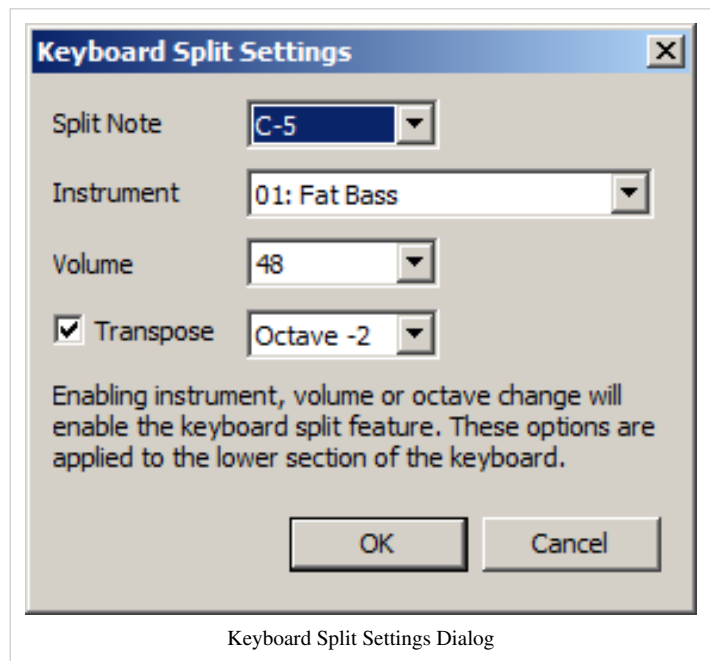 Keyboard Split Settings
Split Note C-5
Instrument 01: Fat Bass
Volume 48
Transpose Octave -2
Enabling instrument, volume or octave change will
enable the keyboard split feature. These options are
applied to the lower section of the keyboard.
OK Cancel
Keyboard Split Settings Dialog